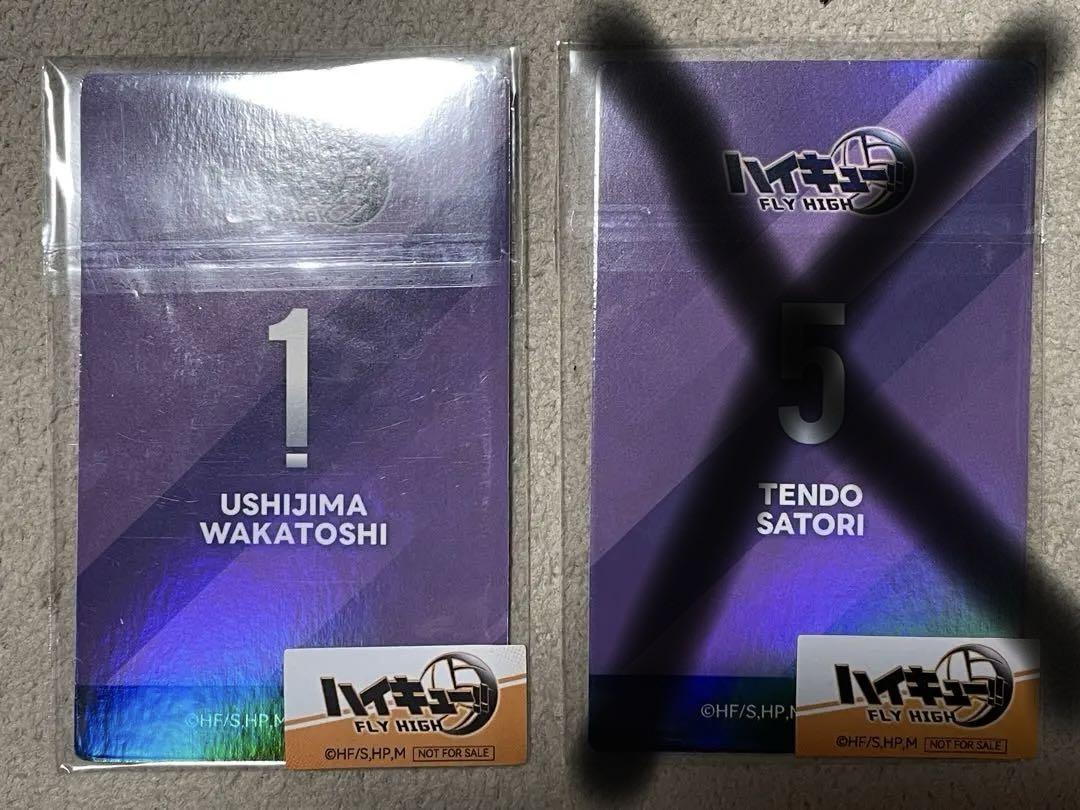 1
USHIJIMA
WAKATOSHI
©HF/S,HP,M
ハイキュー!!
FLY HIGH
©HF/S,HP,M NOT FOR SALE
ハイキュー!!
FLY HIGH
5
TENDO
SATORI
©HF/S,HP,M
ハイキュー!!
FLY HIGH
©HF/S,HP,M NOT FOR SALE